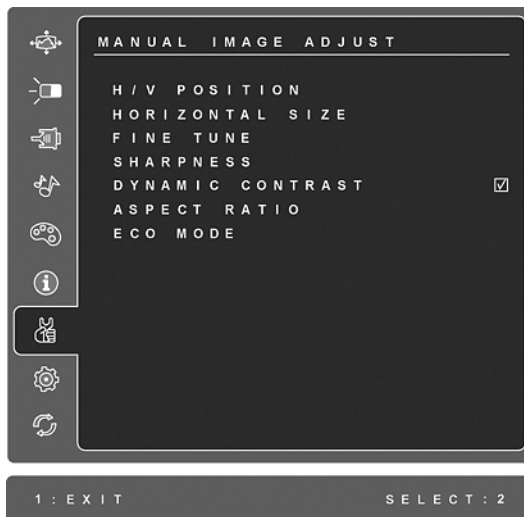 MANUAL IMAGE ADJUST
H/V POSITION
HORIZONTAL SIZE
FINE TUNE
SHARPNESS
DYNAMIC CONTRAST
ASPECT RATIO
ECO MODE
1:EXIT SELECT:2